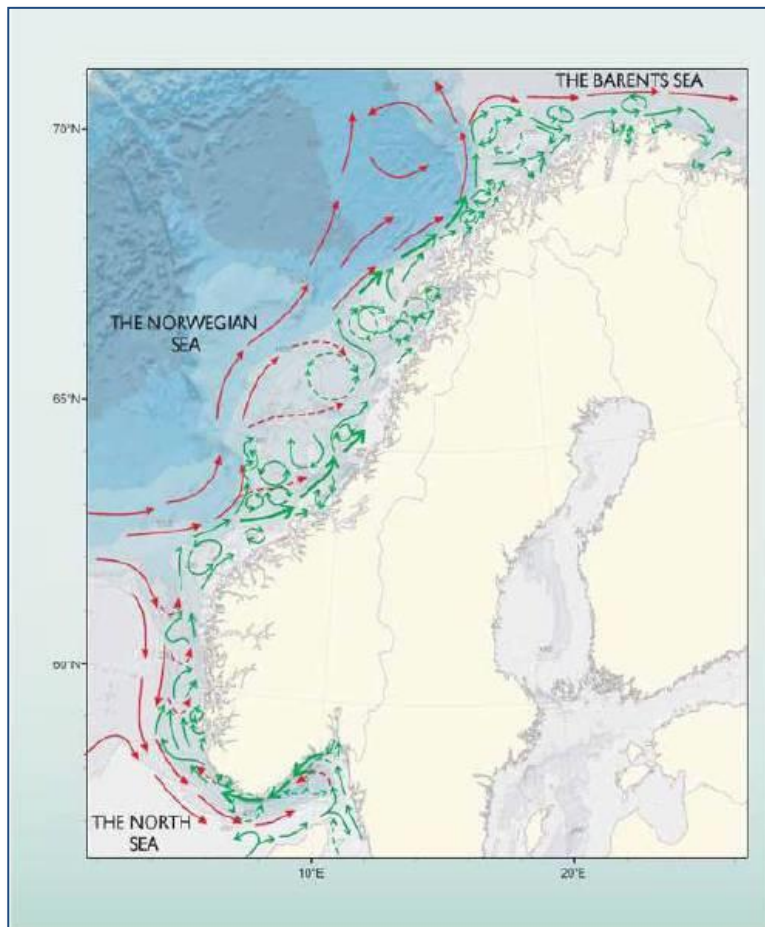 THE BARENTS SEA
70°N
THE NORWEGIAN
SEA
65°N
60°N
THE NORTH
SEA
10°E
20°E